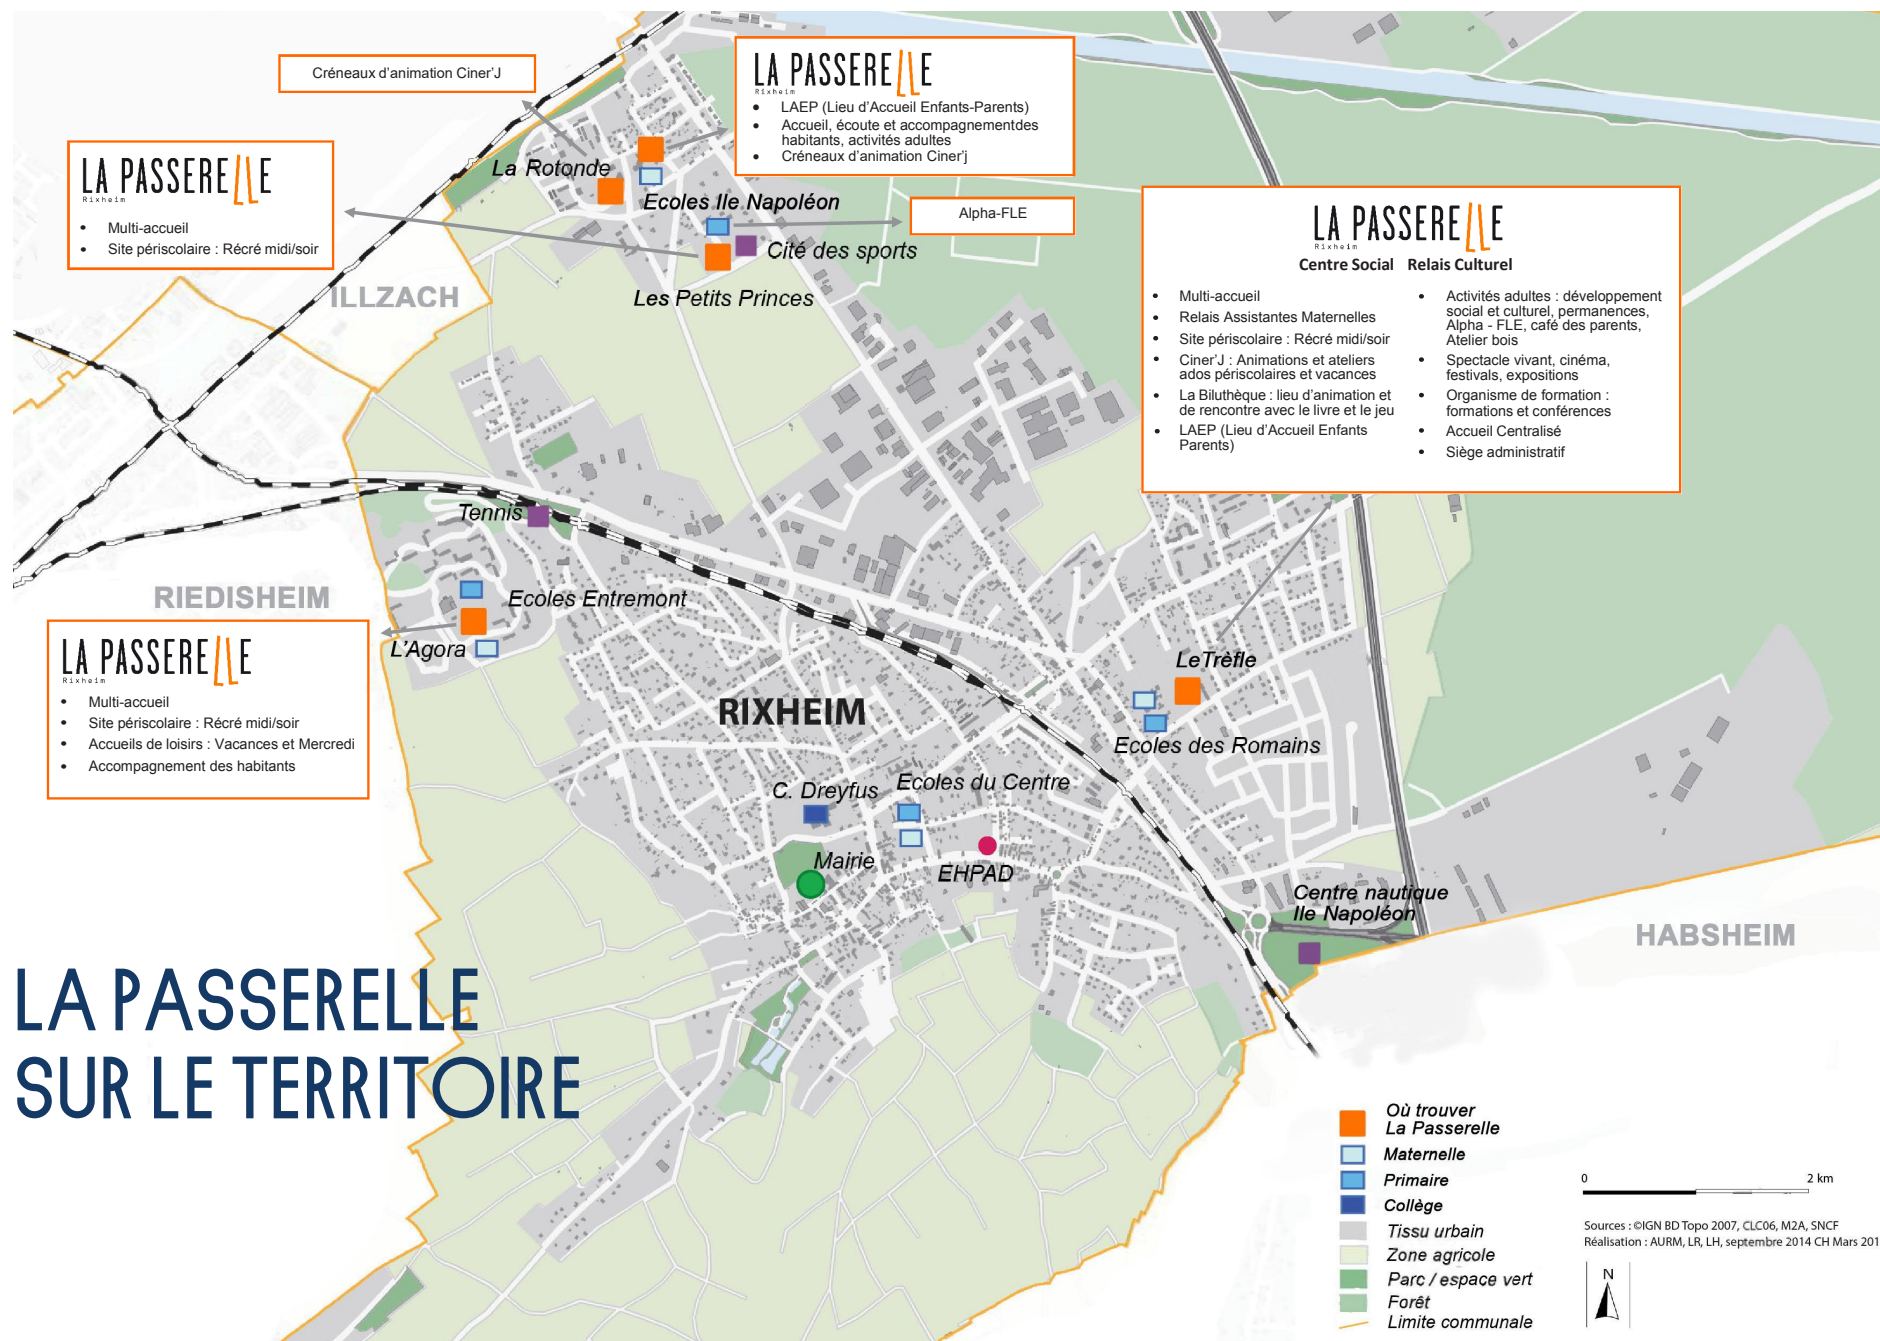 Créneaux d'animation Ciner'J
LA PASSERELLE
Rixheim
• LAEP (Lieu d'Accueil Enfants-Parents)
• Accueil, écoute et accompagnementdes
habitants, activités adultes
• Créneaux d'animation Ciner'j
LA PASSERELLE
Rixheim
• Multi-accueil
• Site périscolaire : Récré midi/soir
La Rotonde
Ecoles Ile Napoléon
Alpha-FLE
Cité des sports
Les Petits Princes
ILLZACH
LA PASSERELLE
Rixheim
Centre Social Relais Culturel
• Multi-accueil
• Relais Assistantes Maternelles
• Site périscolaire : Récré midi/soir
• Ciner'J : Animations et ateliers
ados périscolaires et vacances
• La Biluthèque : lieu d'animation et
de rencontre avec le livre et le jeu
• LAEP (Lieu d'Accueil Enfants
Parents)
• Activités adultes : développement
social et culturel, permanences,
Alpha - FLE, café des parents,
Atelier bois
• Spectacle vivant, cinéma,
festivals, expositions
• Organisme de formation :
formations et conférences
• Accueil Centralisé
• Siège administratif
Tennis
RIEDISHEIM
Ecoles Entremont
L'Agora
LA PASSERELLE
Rixheim
• Multi-accueil
• Site périscolaire : Récré midi/soir
• Accueils de loisirs : Vacances et Mercredi
• Accompagnement des habitants
Le Trèfle
RIXHEIM
Ecoles des Romains
C. Dreyfus
Ecoles du Centre
Mairie
EHPAD
Centre nautique
Ile Napoléon
HABSHEIM
LA PASSERELLE
SUR LE TERRITOIRE
Où trouver
La Passerelle
Maternelle
Primaire
Collège
Tissu urbain
Zone agricole
Parc / espace vert
Forêt
Limite communale
0 2 km
Sources : ©IGN BD Topo 2007, CLC06, M2A, SNCF
Réalisation : AURM, LR, LH, septembre 2014 CH Mars 201
N